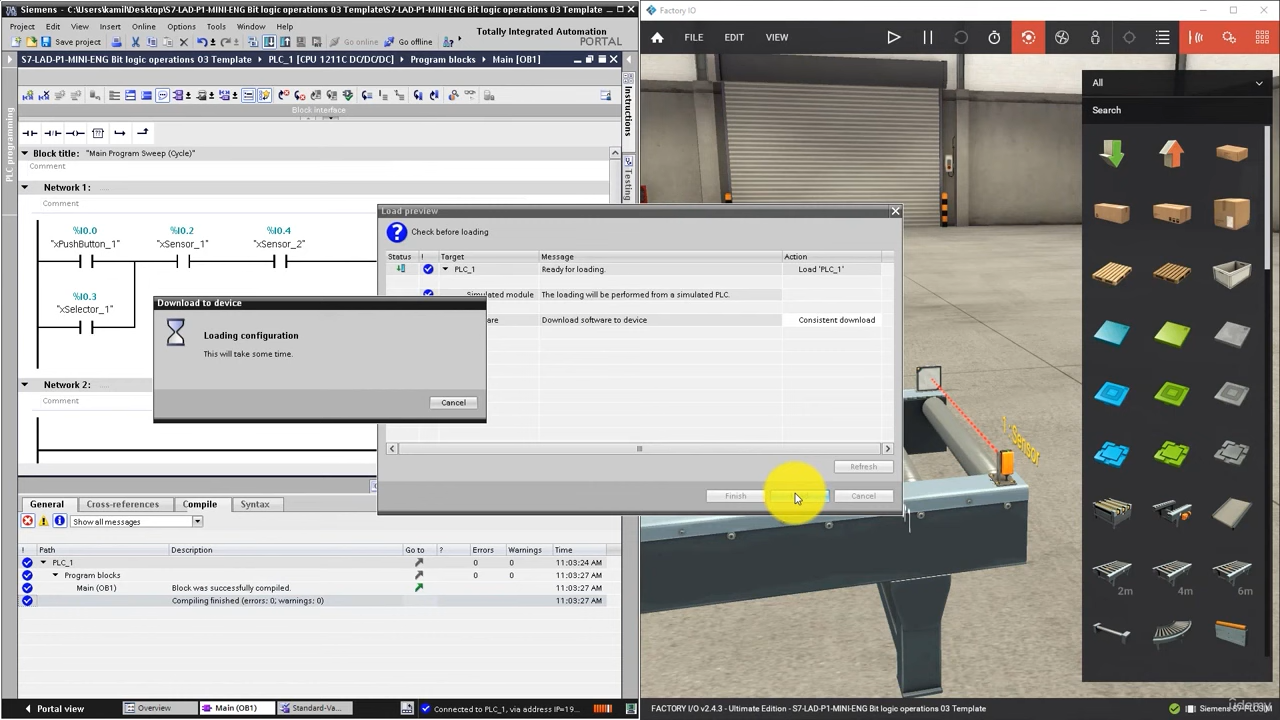 Siemens - C:\Users\kamil\Desktop\S7-LAD-P1-MINI-ENG Bit logic operations 03 Template\S7-LAD-P1-MINI-ENG Bit logic operations 03 Template
Project Edit View Insert Online Options Tools Window Help
Totally Integrated Automation
PORTAL
Save project
Go online
Go offline
S7-LAD-P1-MINI-ENG Bit logic operations 03 Template
PLC_1 [CPU 1211C DC/DC/DC]
Program blocks
Main [OB1]
Block interface
PLC programming
Instructions
Testing
Block title: "Main Program Sweep (Cycle)"
Comment
Network 1:
Comment
%I0.0
"xPushButton_1"
%I0.2
"xSensor_1"
%I0.4
"xSensor_2"
%I0.3
"xSelector_1"
Network 2:
Comment
Load preview
Check before loading
Status ! Target Message Action
PLC_1 Ready for loading. Load 'PLC_1'
Simulated module The loading will be performed from a simulated PLC.
Download software to device Consistent download
Refresh
Finish
Cancel
Download to device
Loading configuration
This will take some time.
Cancel
General Cross-references Compile Syntax
Show all messages
! Path Description Go to ? Errors Warnings Time
PLC_1 0 0 11:03:24 AM
Program blocks 0 0 11:03:27 AM
Main (OB1) Block was successfully compiled. 11:03:27 AM
Compiling finished (errors: 0; warnings: 0) 11:03:27 AM
Portal view
Overview
Main (OB1)
Standard-Va...
Connected to PLC_1, via address IP=19...
Factory IO
FILE EDIT VIEW
All
Search
2m 4m 6m
1 - Sensor
FACTORY I/O v2.4.3 - Ultimate Edition - S7-LAD-P1-MINI-ENG Bit logic operations 03 Template
udemy